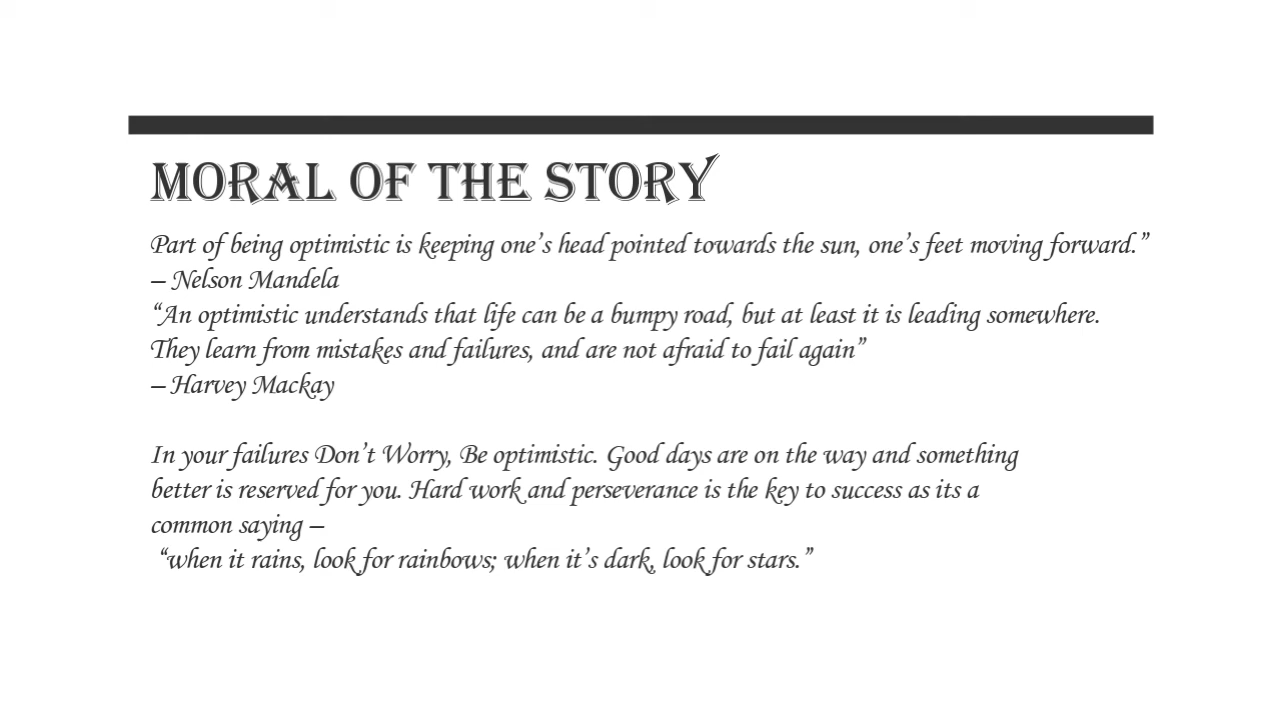 MORAL OF THE STORY
Part of being optimistic is keeping one’s head pointed towards the sun, one’s feet moving forward.”
– Nelson Mandela
“An optimistic understands that life can be a bumpy road, but at least it is leading somewhere.
They learn from mistakes and failures, and are not afraid to fail again”
– Harvey Mackay
In your failures Don’t Worry, Be optimistic. Good days are on the way and something
better is reserved for you. Hard work and perseverance is the key to success as its a
common saying –
“when it rains, look for rainbows; when it’s dark, look for stars.”